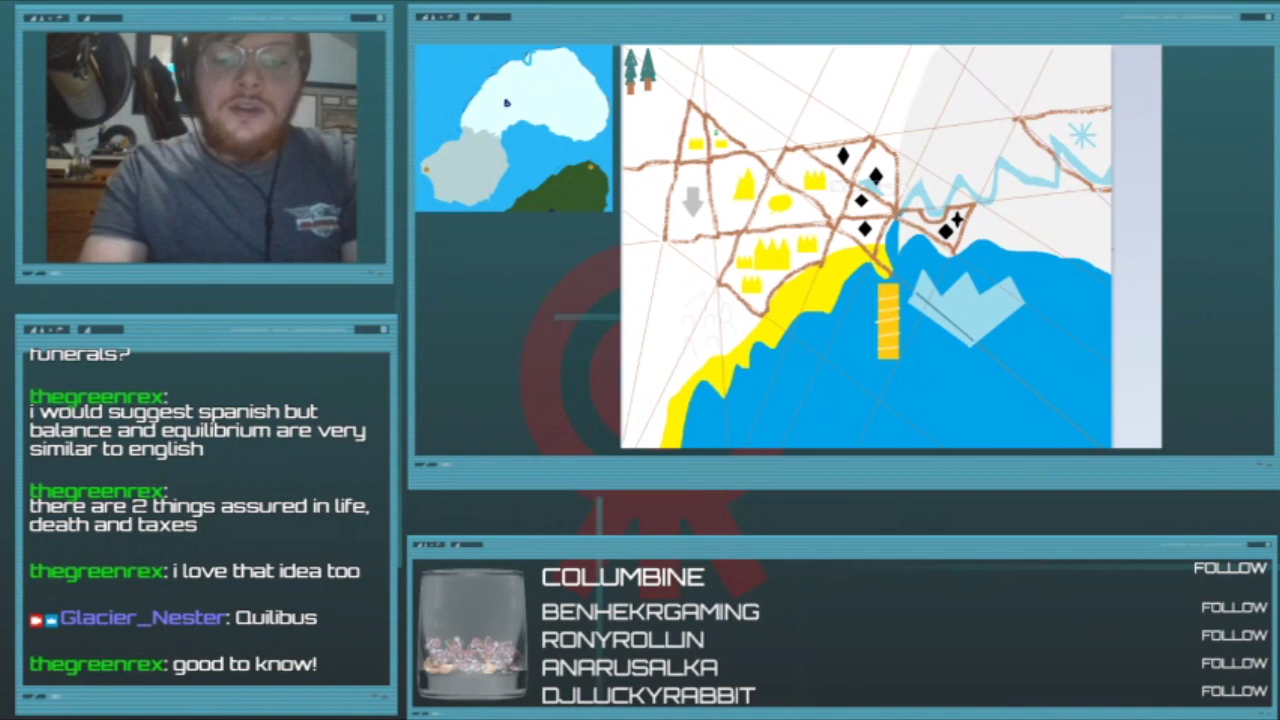 funerals?
thegreenrex:
i would suggest spanish but
balance and equilibrium are very
similar to english
thegreenrex:
there are 2 things assured in life,
death and taxes
thegreenrex: i love that idea too
Glacier_Nester: Quilibus
thegreenrex: good to know!
COLUMBINE FOLLOW
BENHEKRGAMING FOLLOW
RONYROLLIN FOLLOW
ANARUSALKA FOLLOW
DJLUCKYRABBIT FOLLOW